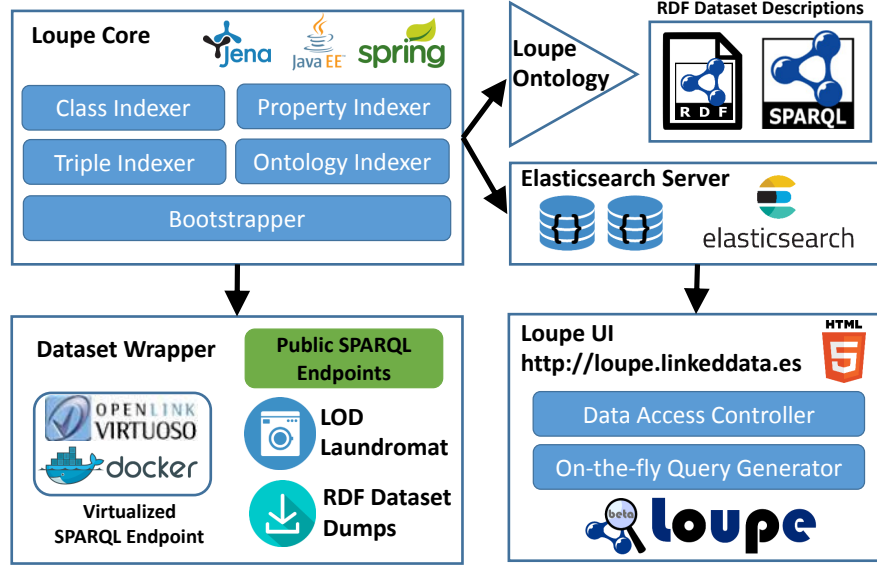 Loupe Core
Jena
Java EE
spring
Class Indexer
Property Indexer
Triple Indexer
Ontology Indexer
Bootstrapper
Loupe
Ontology
RDF Dataset Descriptions
RDF
SPARQL
Elasticsearch Server
{ }
{ }
elasticsearch
Dataset Wrapper
Public SPARQL
Endpoints
OPENLINK
VIRTUOSO
docker
Virtualized
SPARQL Endpoint
LOD
Laundromat
RDF Dataset
Dumps
Loupe UI
http://loupe.linkeddata.es
HTML
5
Data Access Controller
On-the-fly Query Generator
beta
Loupe